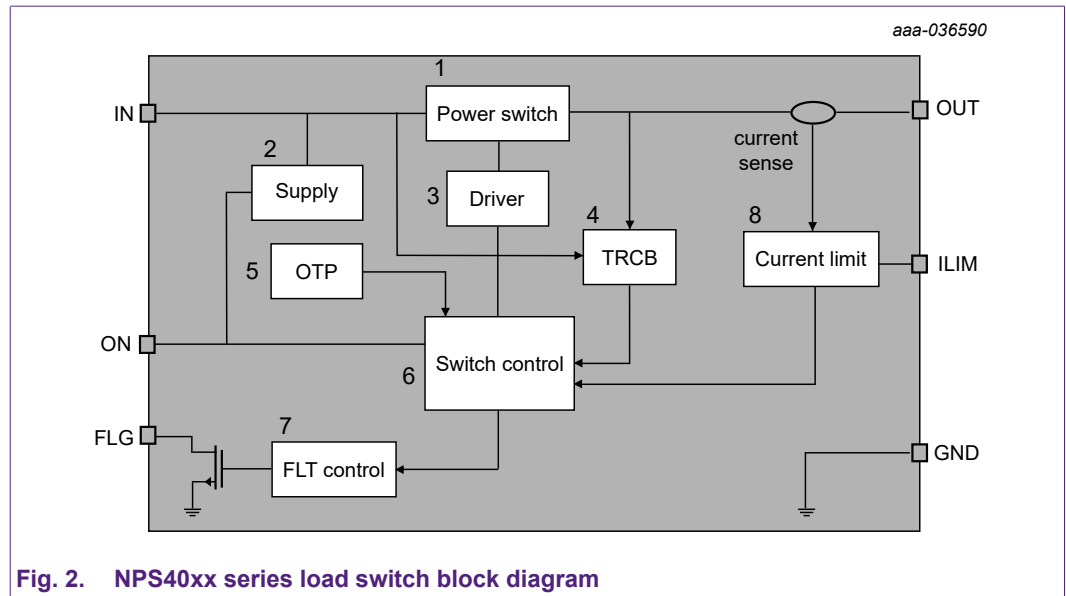 aaa-036590
1
IN
Power switch
OUT
current
sense
2
Supply
3
Driver
4
TRCB
8
Current limit
ILIM
5
OTP
ON
6
Switch control
FLG
7
FLT control
GND
Fig. 2. NPS40xx series load switch block diagram